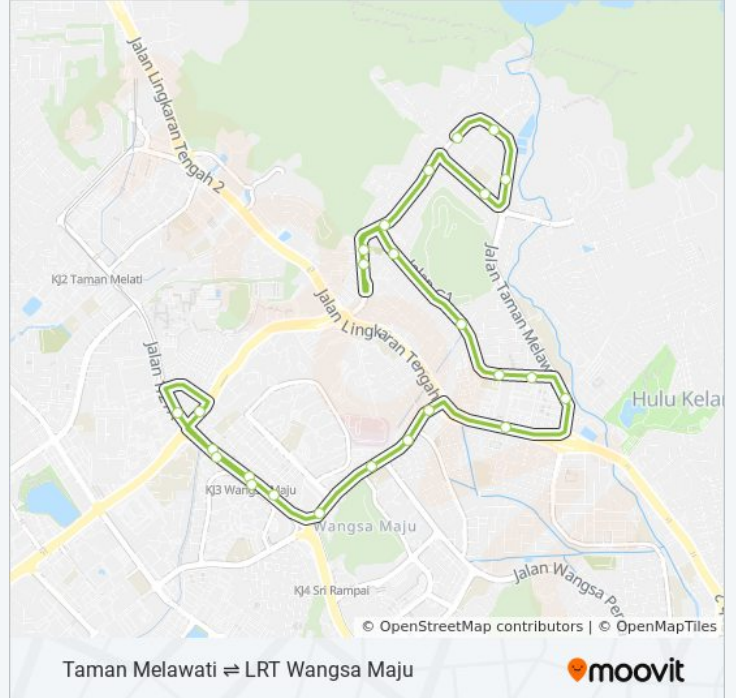 Jalan Lingkaran Tengah 2
KJ2 Taman Melati
Jalan Lingkaran Tengah
Jalan Taman Melaw
Jalan
Hulu Kela
KJ3 Wangsa Maju
Wangsa Maju
KJ4 Sri Rampai
Jalan Wangsa Per
© OpenStreetMap contributors | © OpenMapTiles
Taman Melawati ⇌ LRT Wangsa Maju
moovit